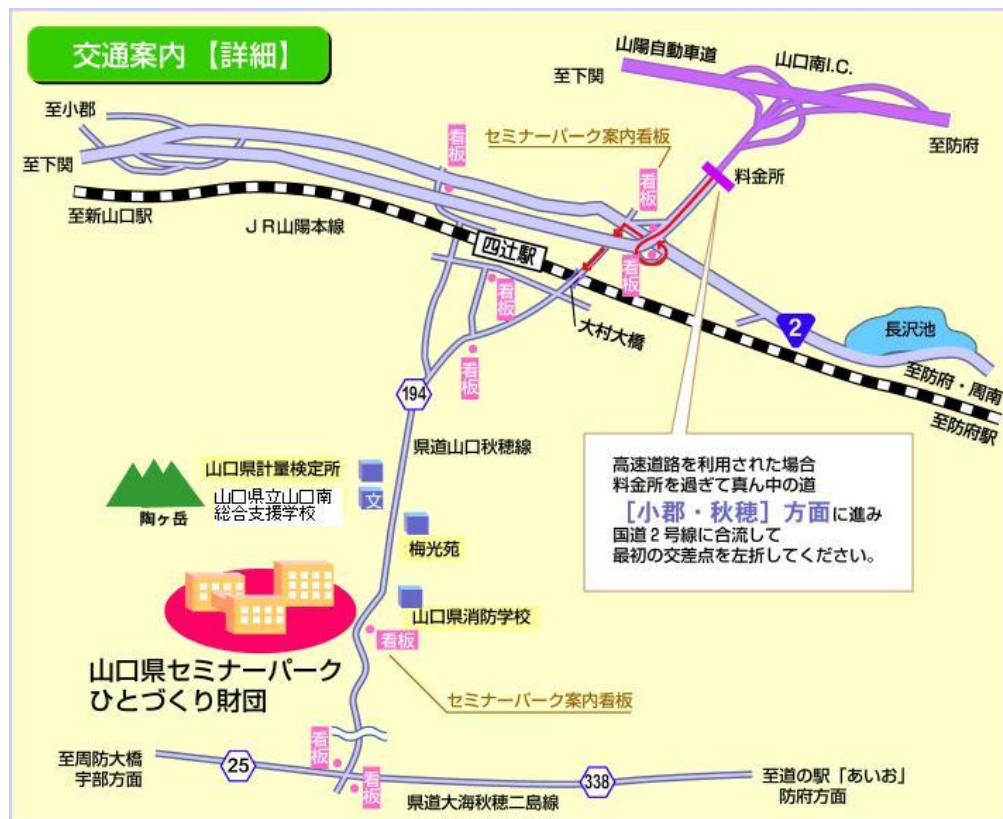 交通案内【詳細】
山陽自動車道
山口南I.C.
至下関
至防府
至小郡
至下関
看板
セミナーパーク案内看板
看板
料金所
至新山口駅
JR山陽本線
四辻駅
看板
看板
大村大橋
2
長沢池
看板
至防府・周南
至防府駅
194
県道山口秋穂線
高速道路を利用された場合
料金所を過ぎて真ん中の道
[小郡・秋穂]方面に進み
国道2号線に合流して
最初の交差点を左折してください。
山口県計量検定所
山口県立山口南
総合支援学校
文
陶ヶ岳
梅光苑
山口県消防学校
看板
山口県セミナーパーク
ひとづくり財団
セミナーパーク案内看板
至周防大橋
宇部方面
25
看板
看板
県道大海秋穂二島線
338
至道の駅「あいお」
防府方面